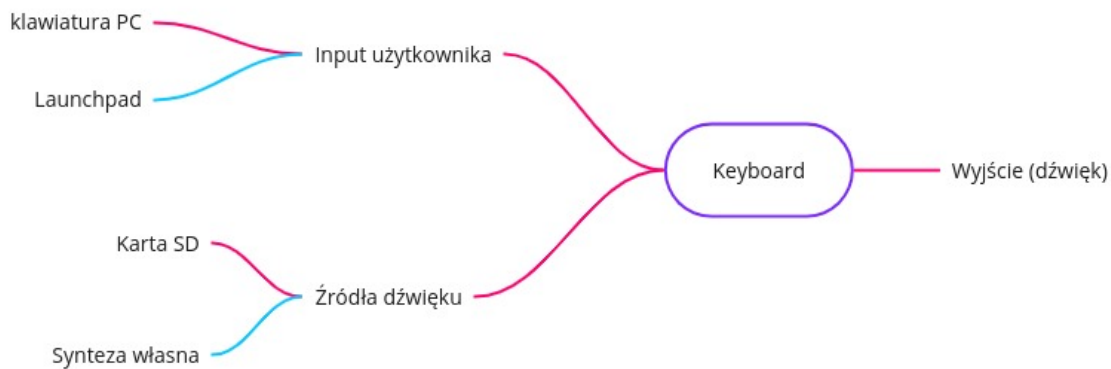 klawiatura PC
Input użytkownika
Launchpad
Keyboard
Wyjście (dźwięk)
Karta SD
Źródła dźwięku
Synteza własna